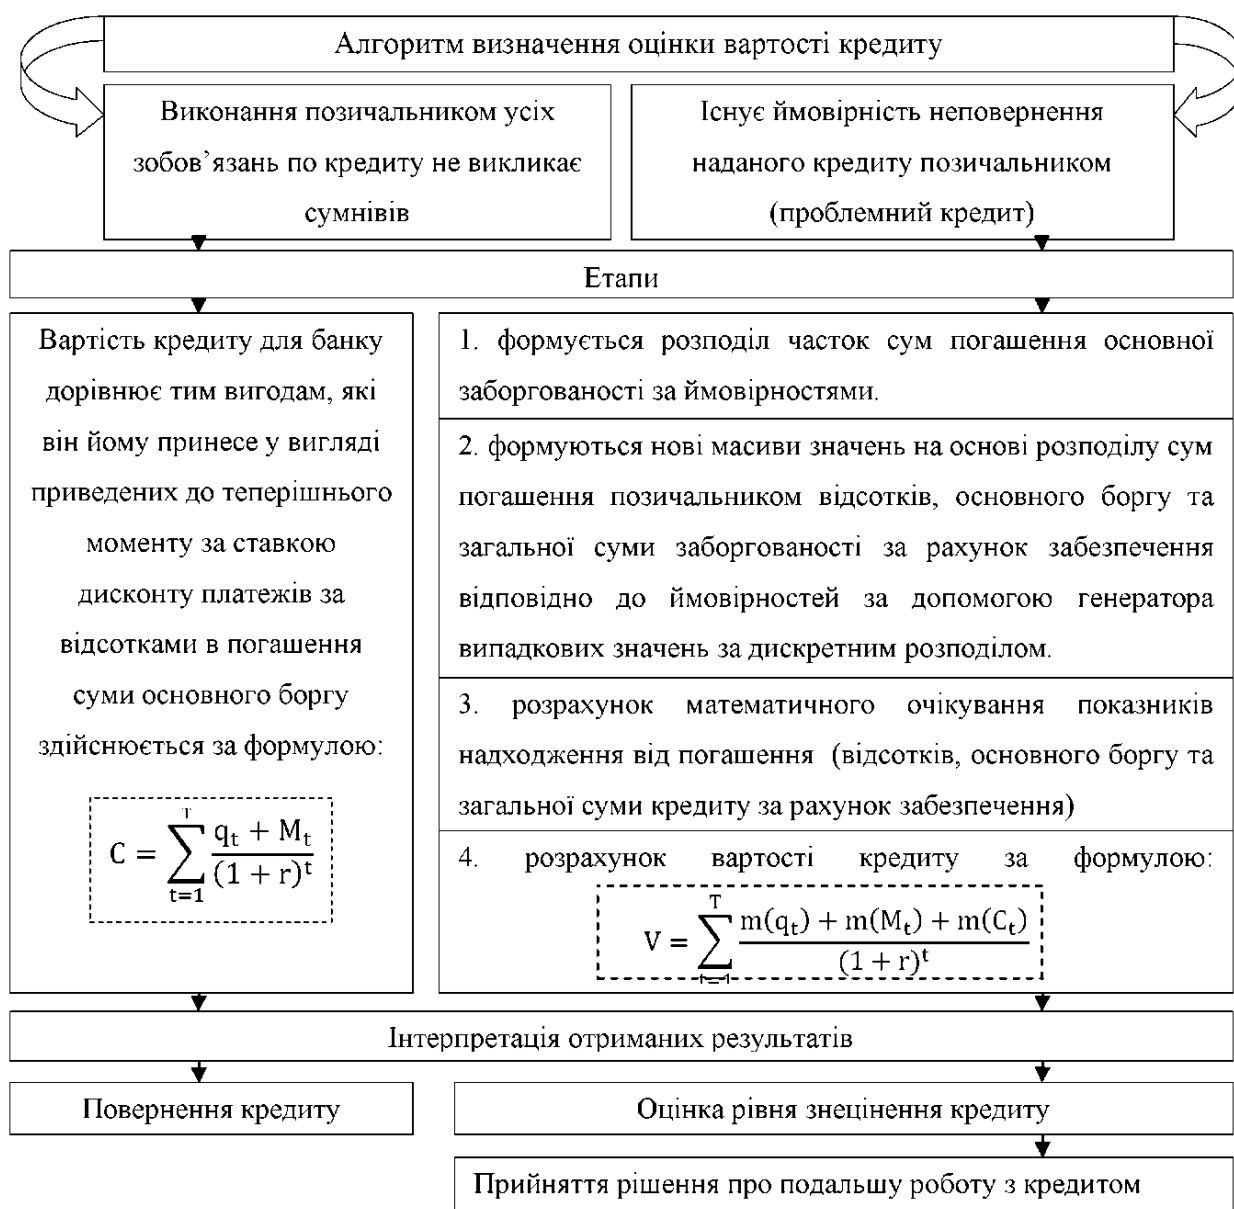 Алгоритм визначення оцінки вартості кредиту
Виконання позичальником усіх
зобов’язань по кредиту не викликає
сумнівів
Існує ймовірність неповернення
наданого кредиту позичальником
(проблемний кредит)
Етапи
Вартість кредиту для банку
дорівнює тим вигодам, які
він йому принесе у вигляді
приведених до теперішнього
моменту за ставкою
дисконту платежів за
відсотками в погашення
суми основного боргу
здійснюється за формулою:
C = \sum_{t=1}^{T} \frac{q_t + M_t}{(1 + r)^t}
1. формується розподіл часток сум погашення основної
заборгованості за ймовірностями.
2. формуються нові масиви значень на основі розподілу сум
погашення позичальником відсотків, основного боргу та
загальної суми заборгованості за рахунок забезпечення
відповідно до ймовірностей за допомогою генератора
випадкових значень за дискретним розподілом.
3. розрахунок математичного очікування показників
надходження від погашення (відсотків, основного боргу та
загальної суми кредиту за рахунок забезпечення)
4. розрахунок вартості кредиту за формулою:
V = \sum_{t=1}^{T} \frac{m(q_t) + m(M_t) + m(C_t)}{(1 + r)^t}
Інтерпретація отриманих результатів
Повернення кредиту
Оцінка рівня знецінення кредиту
Прийняття рішення про подальшу роботу з кредитом